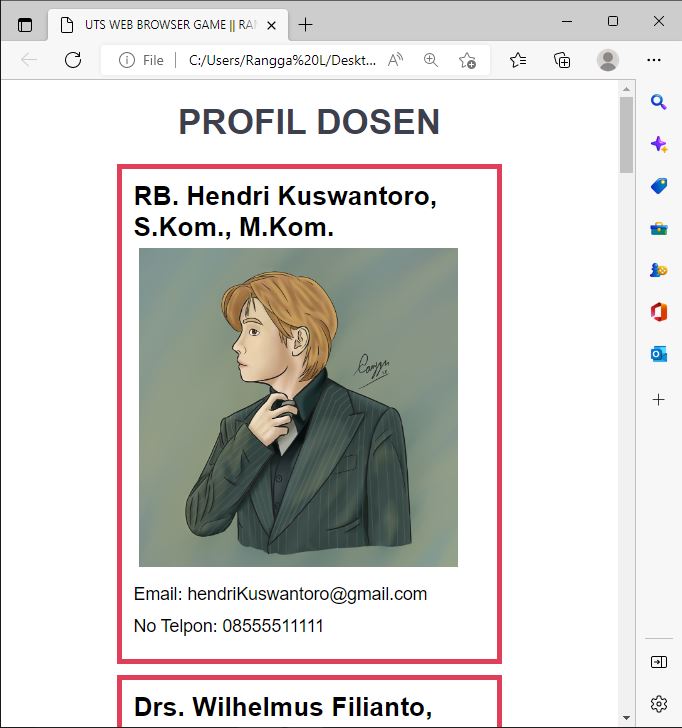 UTS WEB BROWSER GAME || RAN
File
C:/Users/Rangga%20L/Deskt...
PROFIL DOSEN
RB. Hendri Kuswantoro,
S.Kom., M.Kom.
Email: hendriKuswantoro@gmail.com
No Telpon: 08555511111
Drs. Wilhelmus Filianto,